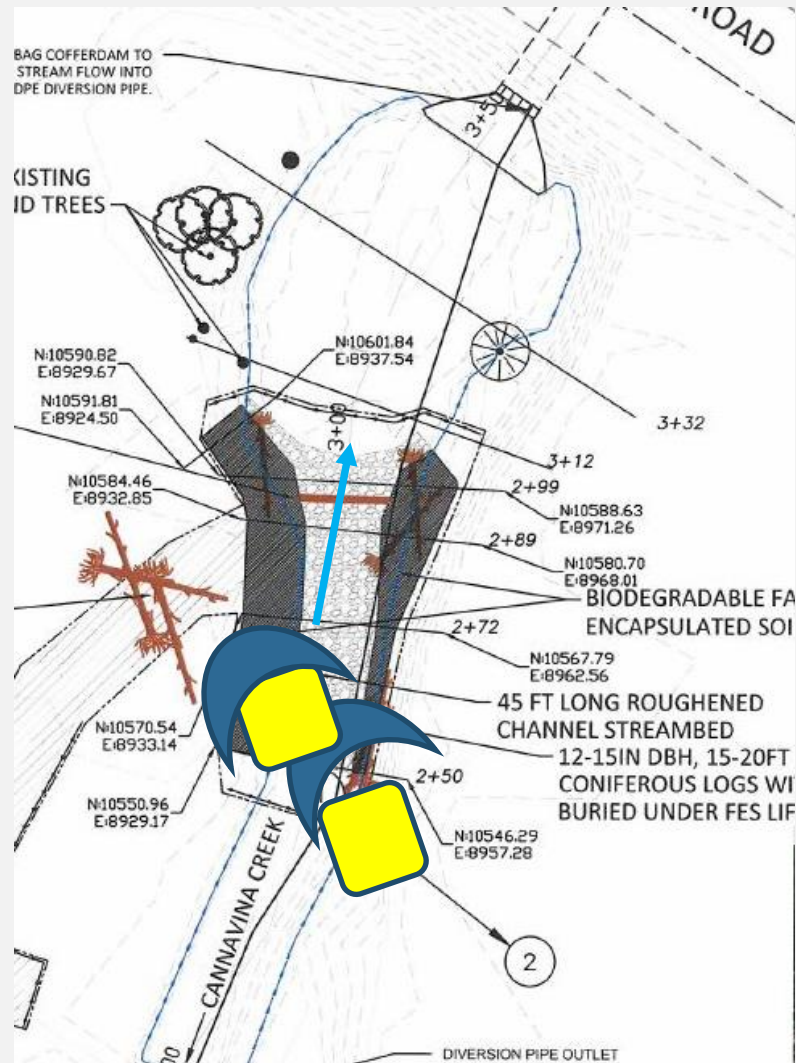 ROAD
BAG COFFERDAM TO
STREAM FLOW INTO
DPE DIVERSION PIPE.
3+50
XISTING
ND TREES
N:10601.84
E:8937.54
N:10590.82
E:8929.67
N:10591.81
E:8924.50
3+00
3+32
3+12
N:10584.46
E:8932.85
2+99
N:10588.63
E:8971.26
2+89
N:10580.70
E:8968.01
BIODEGRADABLE FA
ENCAPSULATED SOI
2+72
N:10567.79
E:8962.56
45 FT LONG ROUGHENED
CHANNEL STREAMBED
N:10570.54
E:8933.14
12-15IN DBH, 15-20FT
CONIFEROUS LOGS WI
BURIED UNDER FES LIF
2+50
N:10550.96
E:8929.17
N:10546.29
E:8957.28
CANNAVINA CREEK
2
00
DIVERSION PIPE OUTLET